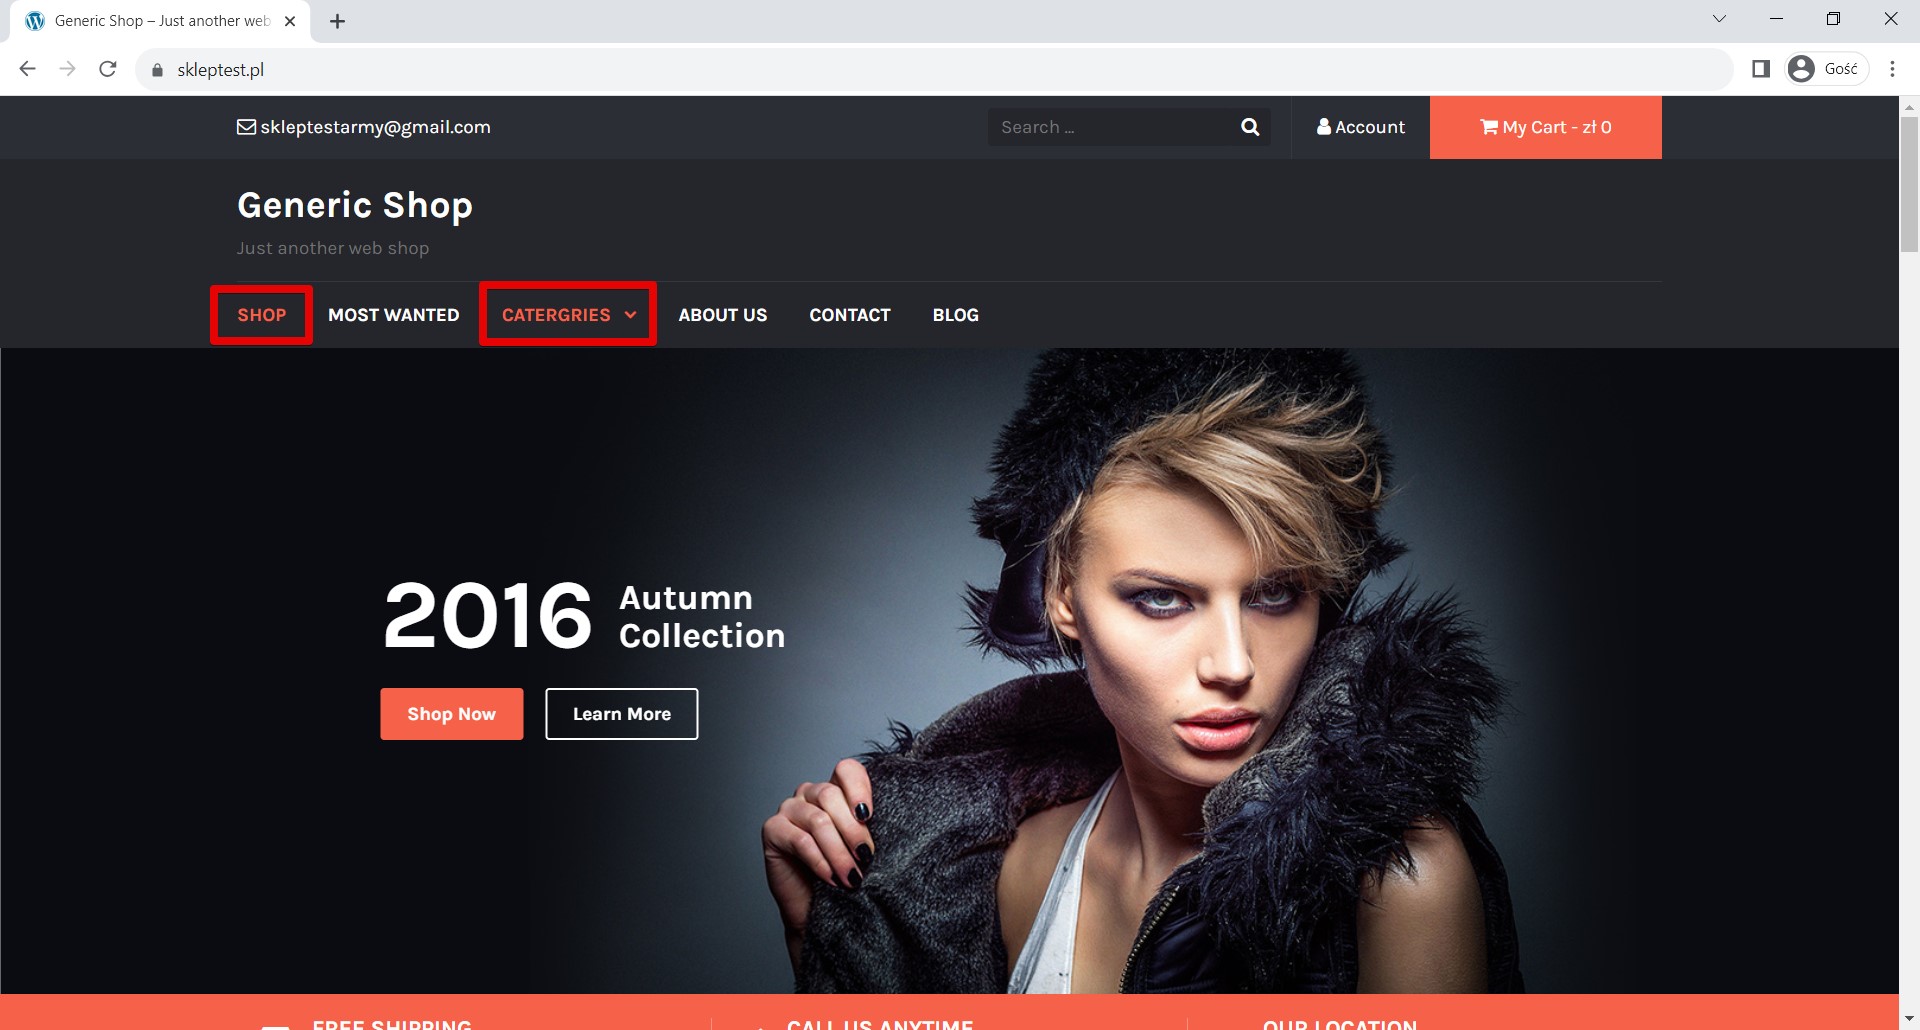 Generic Shop – Just another web
skleptest.pl
Gość
skleptestarmy@gmail.com
Search ...
Account
My Cart - zł 0
Generic Shop
Just another web shop
SHOP
MOST WANTED
CATERGRIES
ABOUT US
CONTACT
BLOG
2016 Autumn
Collection
Shop Now
Learn More
FREE SHIPPING
CALL US ANYTIME
OUR LOCATION